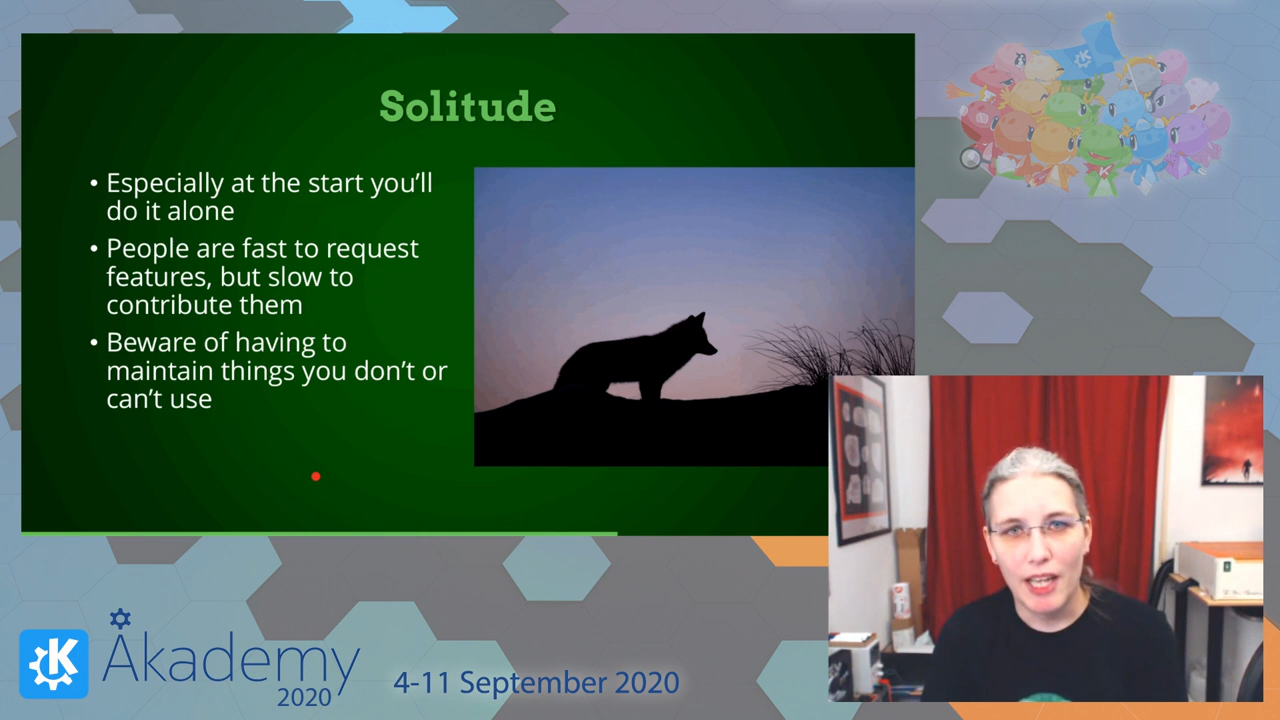 Solitude
• Especially at the start you’ll
do it alone
• People are fast to request
features, but slow to
contribute them
• Beware of having to
maintain things you don’t or
can’t use
Akademy
2020
4-11 September 2020